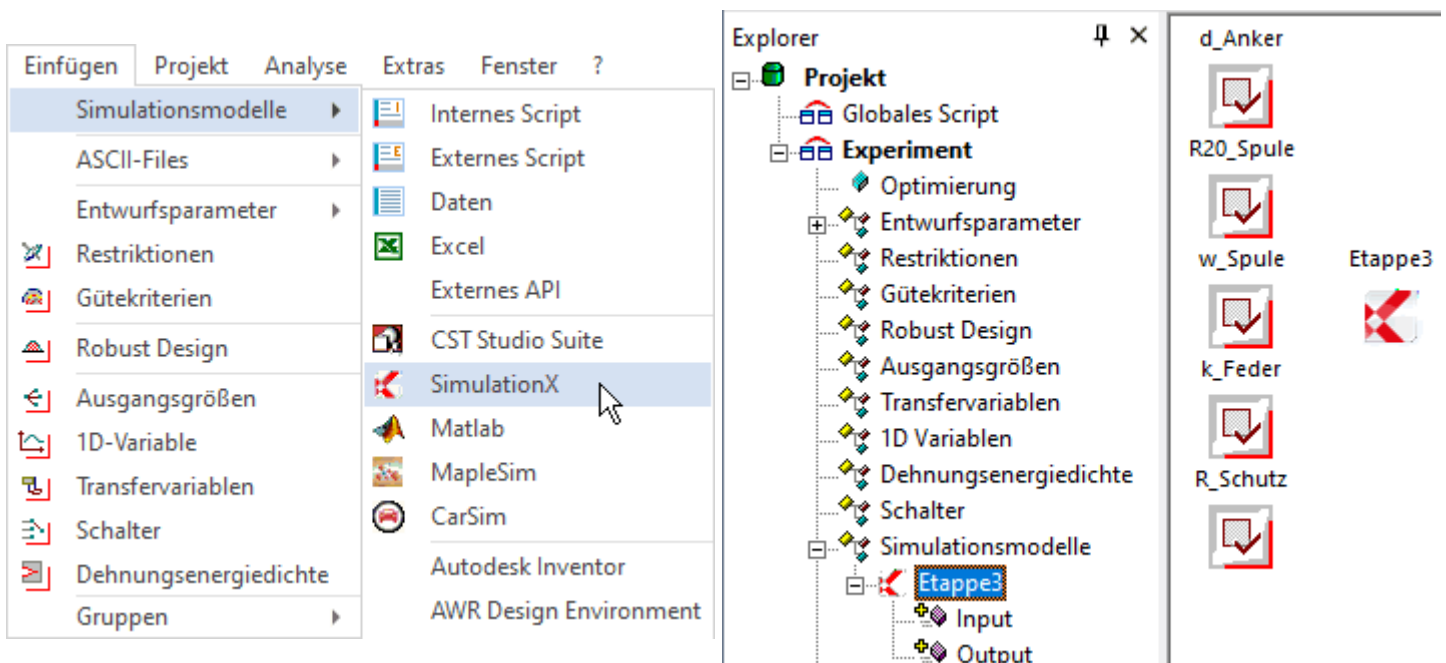 Einfügen Projekt Analyse Extras Fenster ?
Simulationsmodelle
ASCII-Files
Entwurfsparameter
Restriktionen
Gütekriterien
Robust Design
Ausgangsgrößen
1D-Variable
Transfervariablen
Schalter
Dehnungsenergiedichte
Gruppen
Internes Script
Externes Script
Daten
Excel
Externes API
CST Studio Suite
SimulationX
Matlab
MapleSim
CarSim
Autodesk Inventor
AWR Design Environment
Explorer
Projekt
Globales Script
Experiment
Optimierung
Entwurfsparameter
Restriktionen
Gütekriterien
Robust Design
Ausgangsgrößen
Transfervariablen
1D Variablen
Dehnungsenergiedichte
Schalter
Simulationsmodelle
Etappe3
Input
Output
d_Anker
R20_Spule
w_Spule Etappe3
k_Feder
R_Schutz